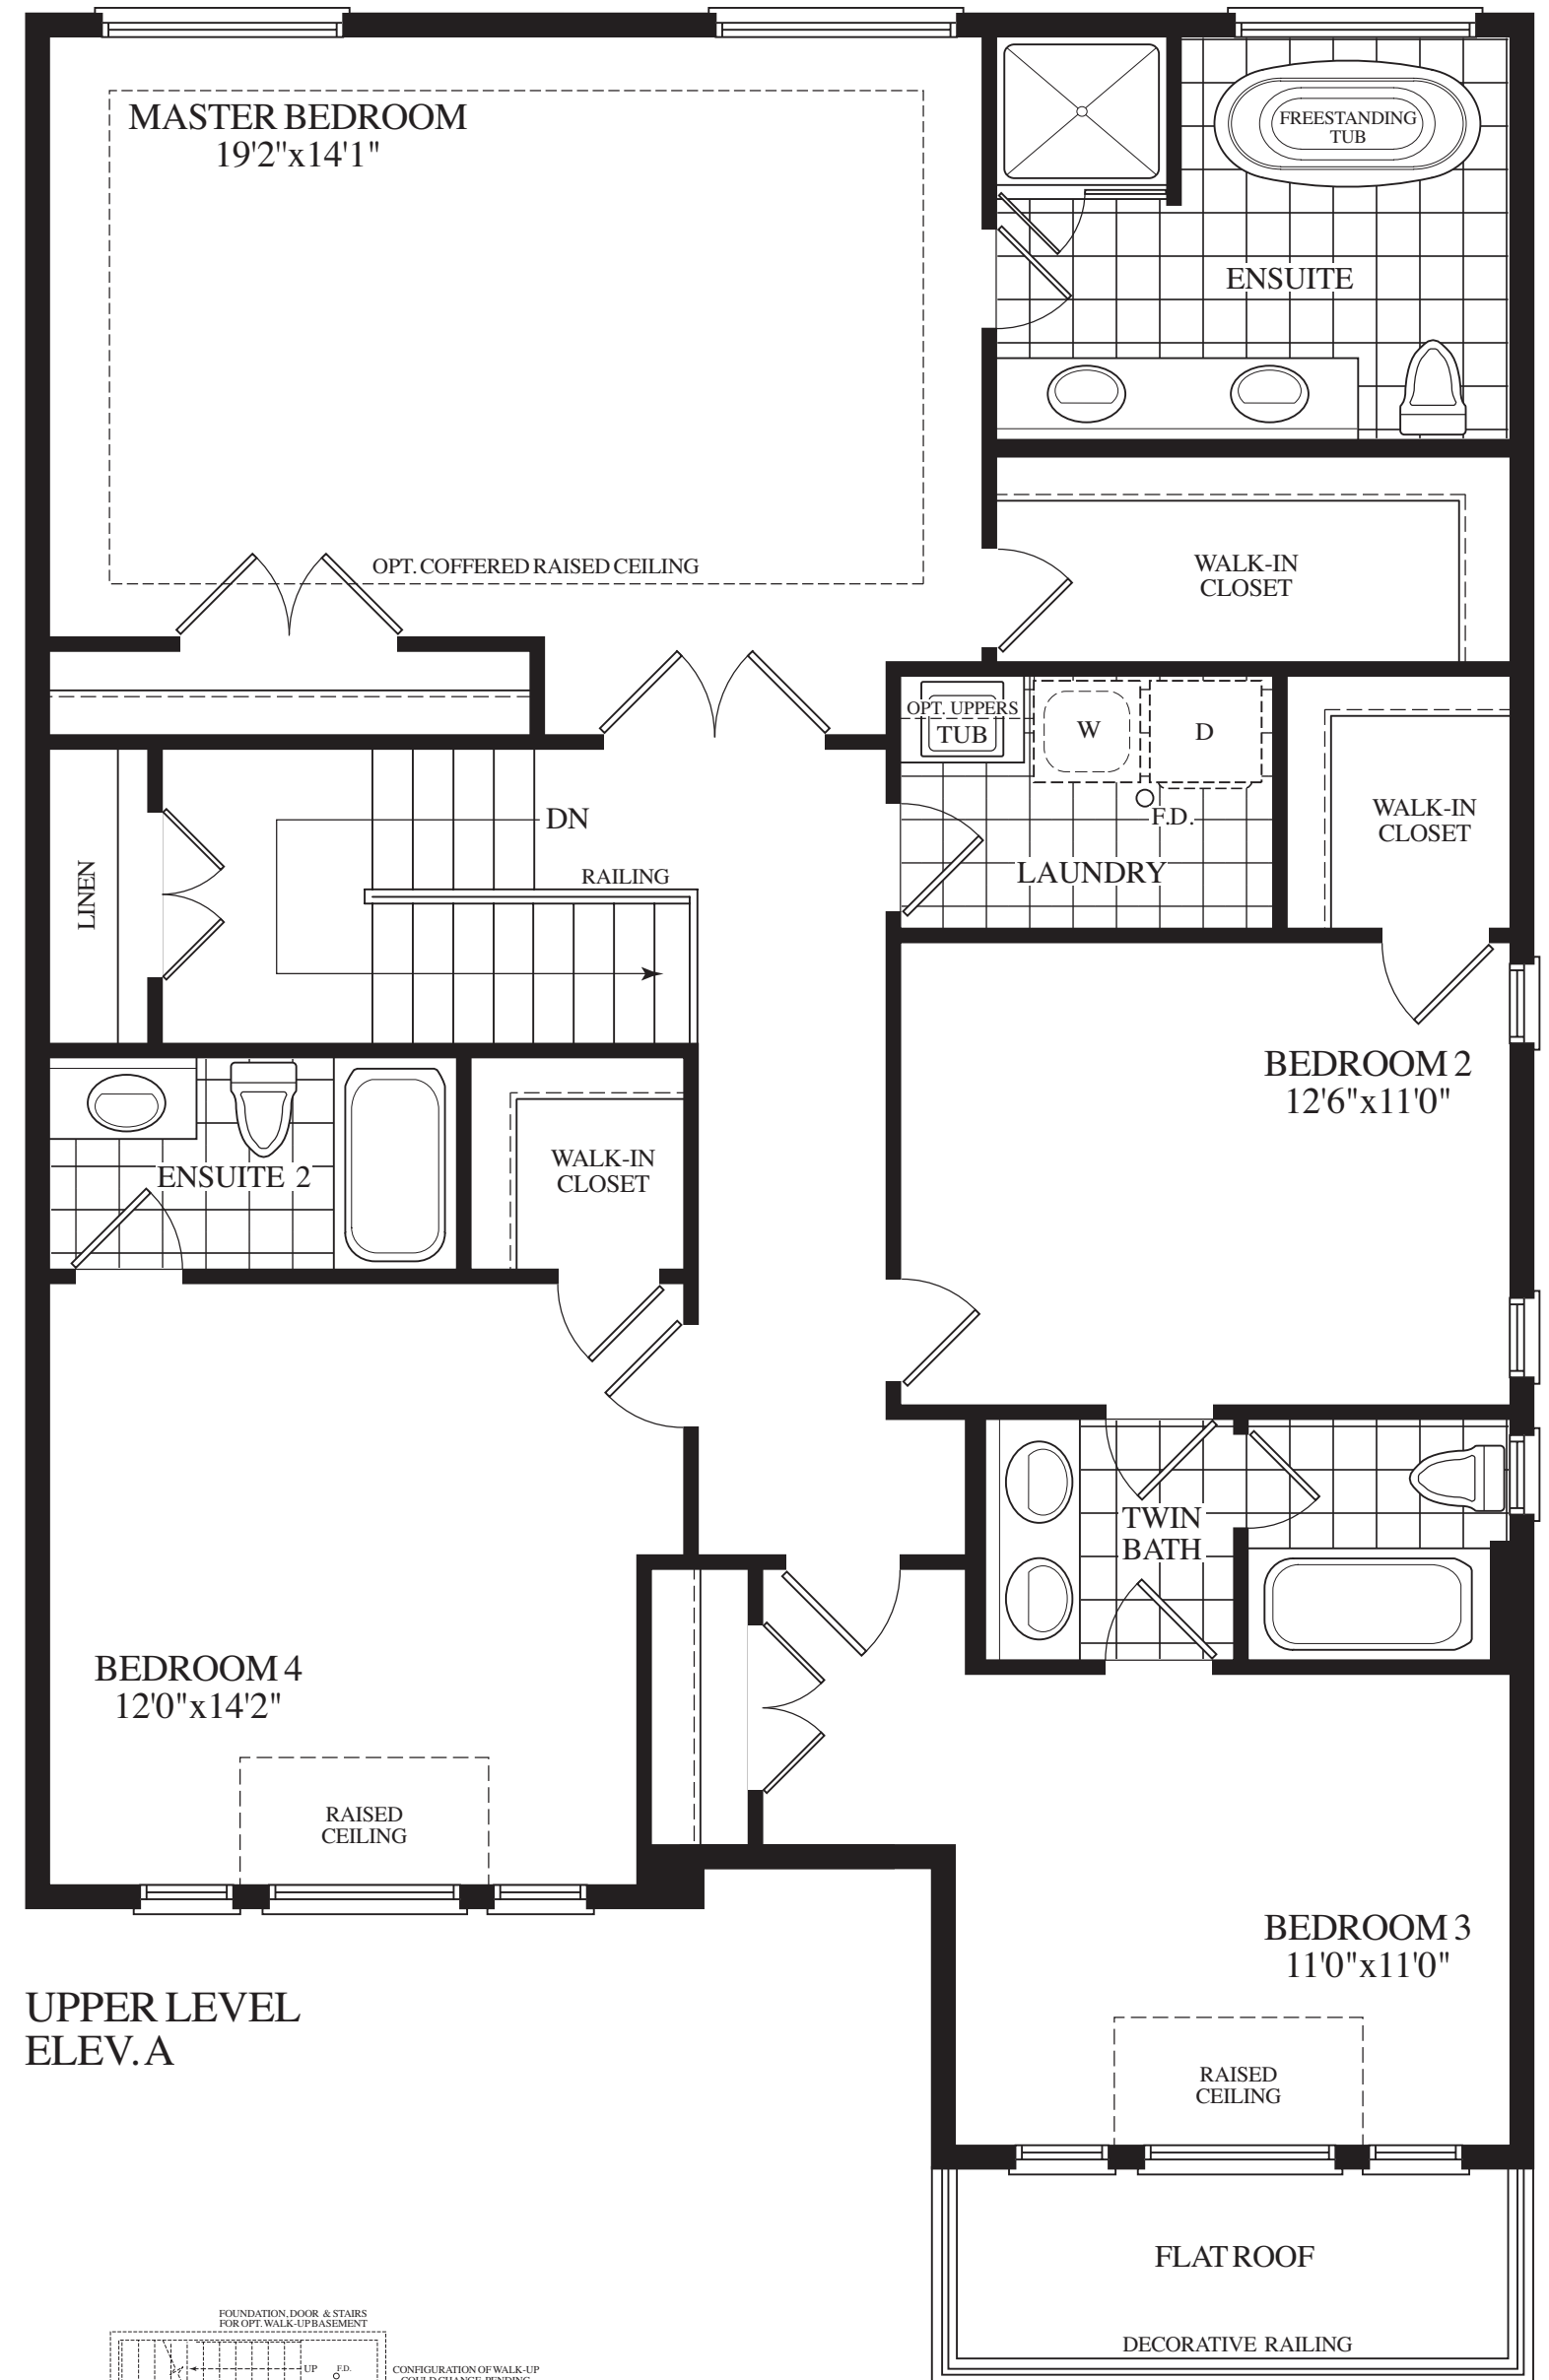 MASTER BEDROOM
19'2"x14'1"
FREESTANDING
TUB
ENSUITE
OPT. COFFERED RAISED CEILING
WALK-IN
CLOSET
OPT. UPPERS
TUB
W
D
F.D.
LAUNDRY
WALK-IN
CLOSET
DN
RAILING
LINEN
BEDROOM 2
12'6"x11'0"
ENSUITE 2
WALK-IN
CLOSET
TWIN
BATH
BEDROOM 4
12'0"x14'2"
RAISED
CEILING
BEDROOM 3
11'0"x11'0"
RAISED
CEILING
UPPER LEVEL
ELEV. A
FLAT ROOF
DECORATIVE RAILING
FOUNDATION, DOOR & STAIRS
FOR OPT. WALK-UP BASEMENT
UP
F.D.
CONFIGURATION OF WALK-UP
COULD CHANGE PENDING